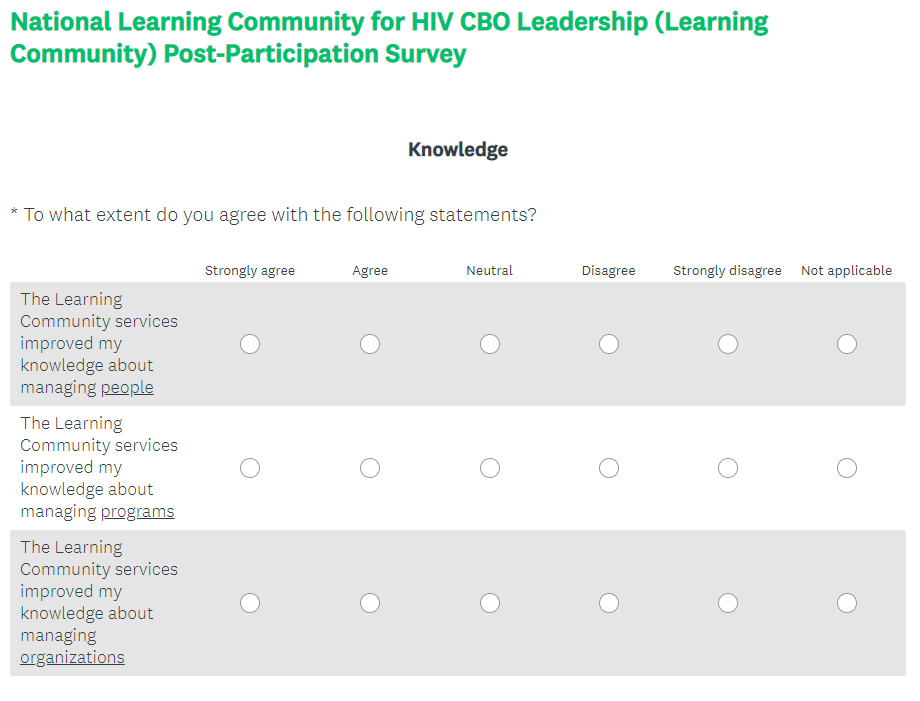 National Learning Community for HIV CBO Leadership (Learning
Community) Post-Participation Survey
Knowledge
* To what extent do you agree with the following statements?
Strongly agree Agree Neutral Disagree Strongly disagree Not applicable
The Learning
Community services
improved my
knowledge about
managing people
The Learning
Community services
improved my
knowledge about
managing programs
The Learning
Community services
improved my
knowledge about
managing
organizations